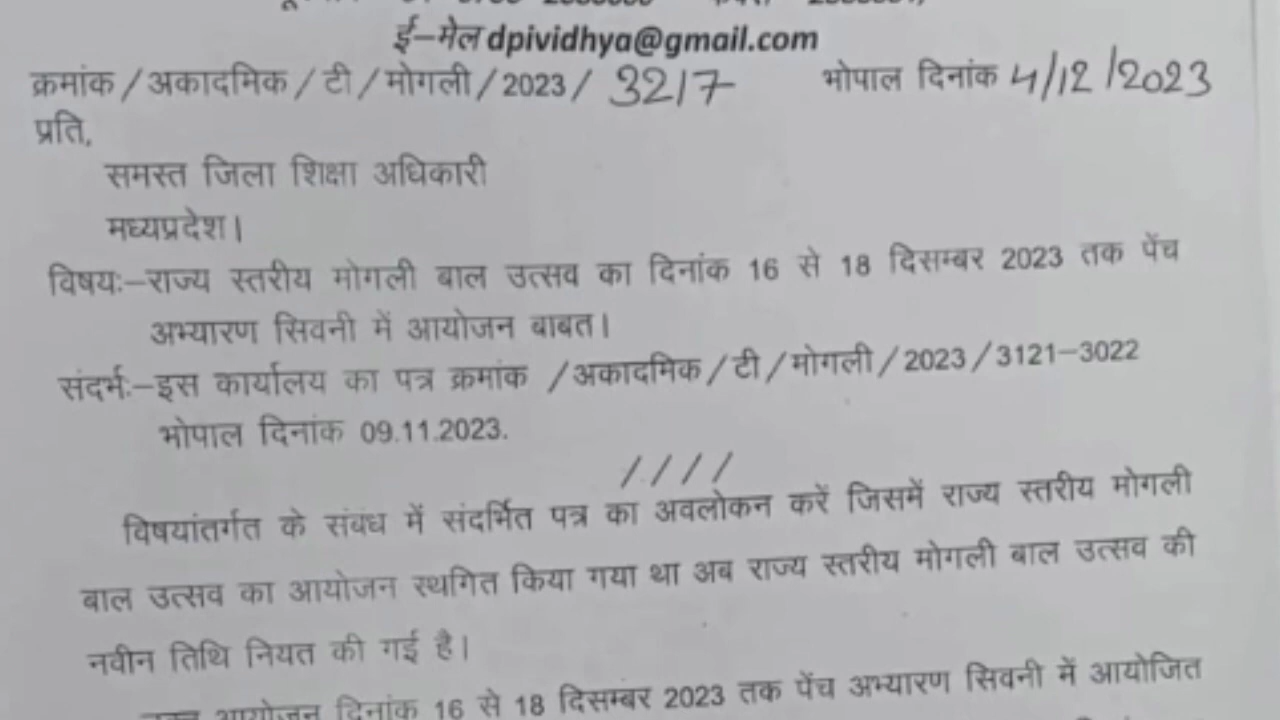 ई–मेल dpividhya@gmail.com
क्रमांक / अकादमिक / टी / मोगली / 2023 / 3217 भोपाल दिनांक 4/12/2023
प्रति,
समस्त जिला शिक्षा अधिकारी
मध्यप्रदेश।
विषयः–राज्य स्तरीय मोगली बाल उत्सव का दिनांक 16 से 18 दिसम्बर 2023 तक पेंच
अभ्यारण सिवनी में आयोजन बाबत।
संदर्भः–इस कार्यालय का पत्र क्रमांक / अकादमिक / टी / मोगली / 2023 / 3121–3022
भोपाल दिनांक 09.11.2023.
/ / / /
विषयांतर्गत के संबंध में संदर्भित पत्र का अवलोकन करें जिसमें राज्य स्तरीय मोगली
बाल उत्सव का आयोजन स्थगित किया गया था अब राज्य स्तरीय मोगली बाल उत्सव की
नवीन तिथि नियत की गई है।
आयोजन दिनांक 16 से 18 दिसम्बर 2023 तक पेंच अभ्यारण सिवनी में आयोजित